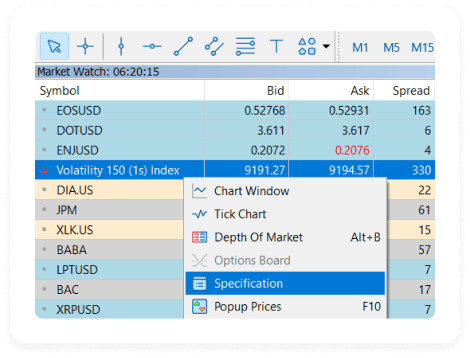 M1 M5 M15
Market Watch: 06:20:15
Symbol Bid Ask Spread
EOSUSD 0.52768 0.52931 163
DOTUSD 3.611 3.617 6
ENJUSD 0.2072 0.2076 4
Volatility 150 (1s) Index 9191.27 9194.57 330
DIA.US 22
JPM 61
XLK.US 15
BABA 57
LPTUSD 7
BAC 17
XRPUSD 7
Chart Window
Tick Chart
Depth Of Market Alt+B
Options Board
Specification
Popup Prices F10